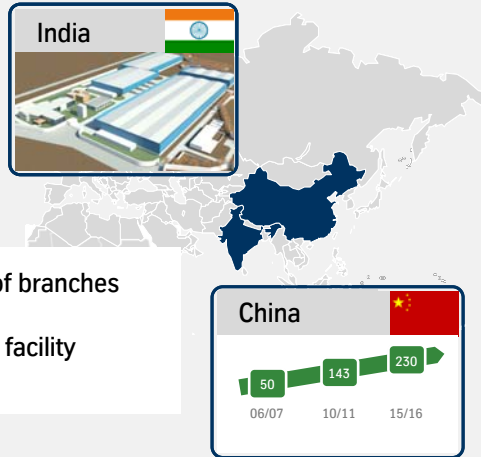 India
of branches
facility
China
50
143
230
06/07
10/11
15/16